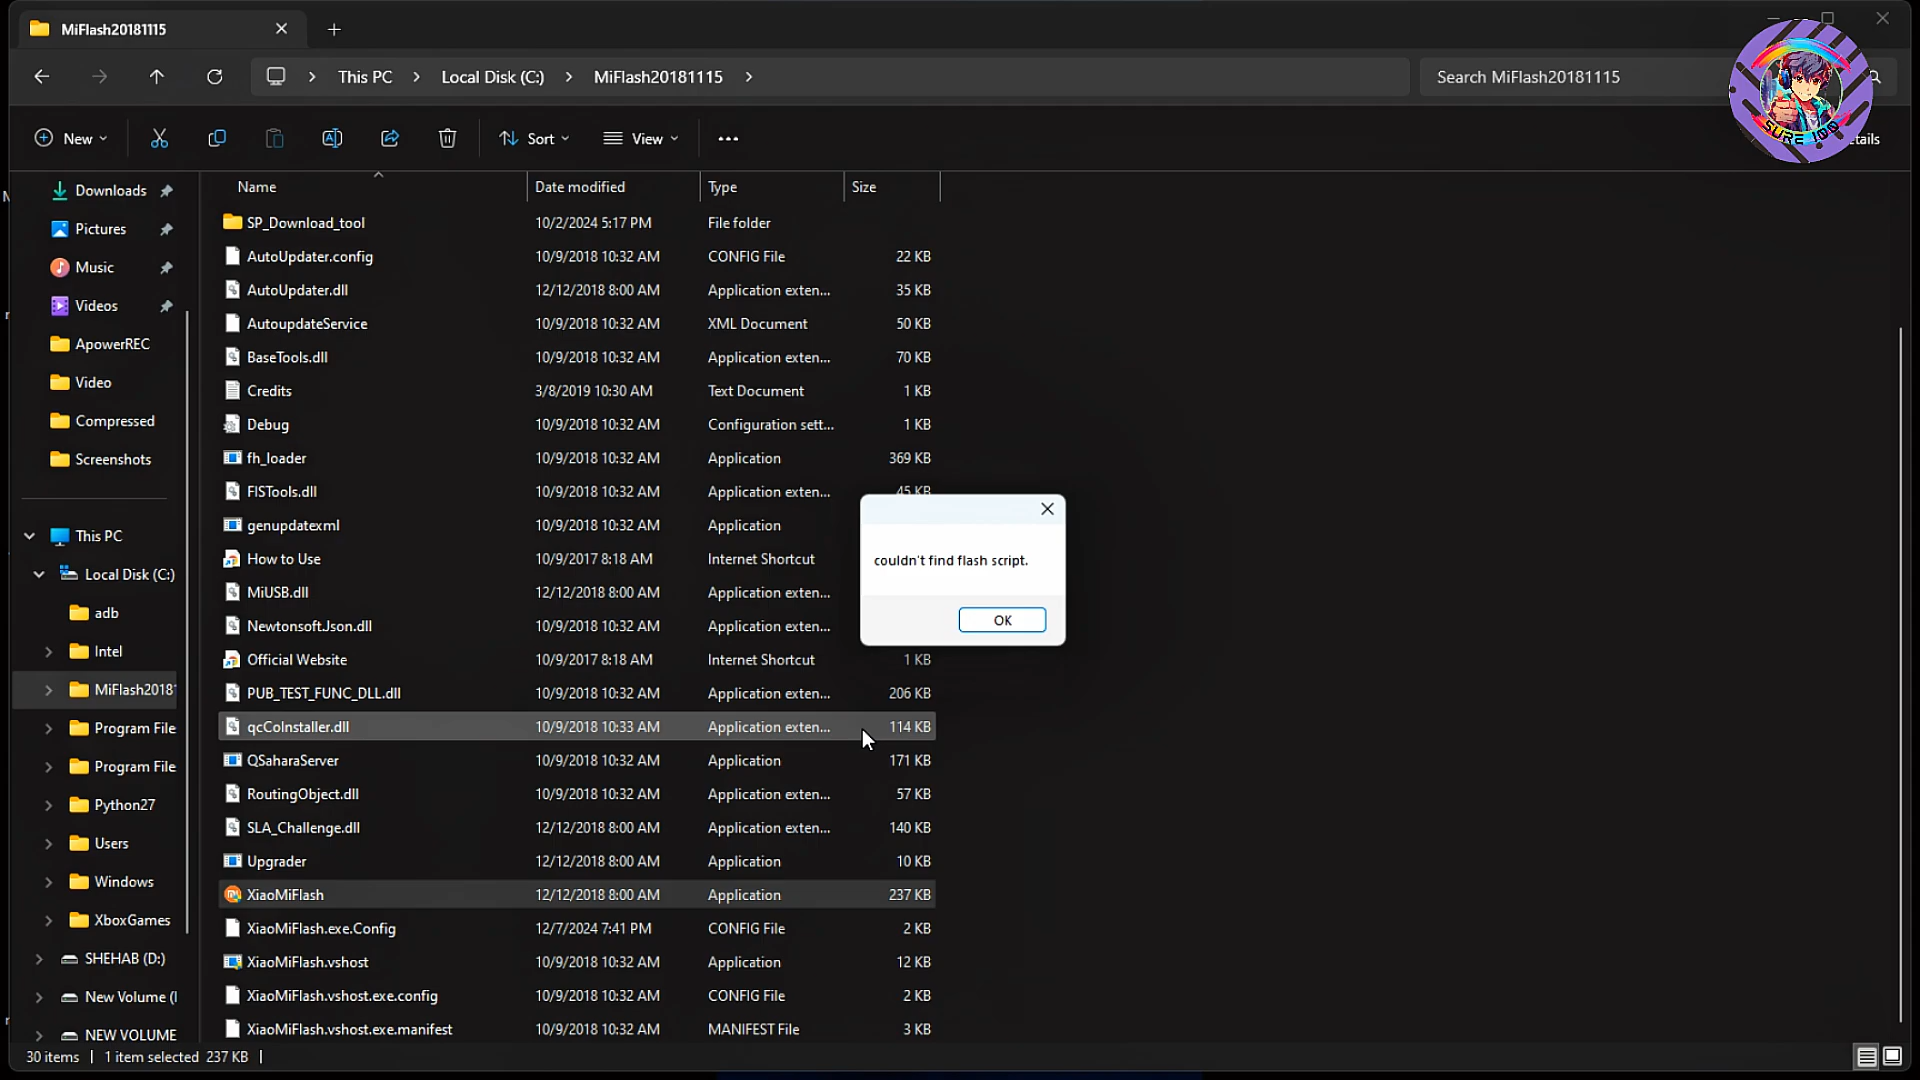 MiFlash20181115
This PC
Local Disk (C:)
MiFlash20181115
Search MiFlash20181115
SURE 100
New
Sort
View
Name
Date modified
Type
Size
Downloads
Pictures
Music
Videos
ApowerREC
Video
Compressed
Screenshots
This PC
Local Disk (C:)
adb
Intel
MiFlash2018
Program File
Program File
Python27
Users
Windows
XboxGames
SHEHAB (D:)
New Volume (
NEW VOLUME
SP_Download_tool 10/2/2024 5:17 PM File folder
AutoUpdater.config 10/9/2018 10:32 AM CONFIG File 22 KB
AutoUpdater.dll 12/12/2018 8:00 AM Application exten... 35 KB
AutoupdateService 10/9/2018 10:32 AM XML Document 50 KB
BaseTools.dll 10/9/2018 10:32 AM Application exten... 70 KB
Credits 3/8/2019 10:30 AM Text Document 1 KB
Debug 10/9/2018 10:32 AM Configuration sett... 1 KB
fh_loader 10/9/2018 10:32 AM Application 369 KB
FISTools.dll 10/9/2018 10:32 AM Application exten... 45 KB
genupdatexml 10/9/2018 10:32 AM Application
How to Use 10/9/2017 8:18 AM Internet Shortcut
MiUSB.dll 12/12/2018 8:00 AM Application exten...
Newtonsoft.Json.dll 10/9/2018 10:32 AM Application exten...
Official Website 10/9/2017 8:18 AM Internet Shortcut 1 KB
PUB_TEST_FUNC_DLL.dll 10/9/2018 10:32 AM Application exten... 206 KB
qcCoInstaller.dll 10/9/2018 10:33 AM Application exten... 114 KB
QSaharaServer 10/9/2018 10:32 AM Application 171 KB
RoutingObject.dll 10/9/2018 10:32 AM Application exten... 57 KB
SLA_Challenge.dll 12/12/2018 8:00 AM Application exten... 140 KB
Upgrader 12/12/2018 8:00 AM Application 10 KB
XiaoMiFlash 12/12/2018 8:00 AM Application 237 KB
XiaoMiFlash.exe.Config 12/7/2024 7:41 PM CONFIG File 2 KB
XiaoMiFlash.vshost 10/9/2018 10:32 AM Application 12 KB
XiaoMiFlash.vshost.exe.config 10/9/2018 10:32 AM CONFIG File 2 KB
XiaoMiFlash.vshost.exe.manifest 10/9/2018 10:32 AM MANIFEST File 3 KB
couldn't find flash script.
OK
30 items 1 item selected 237 KB